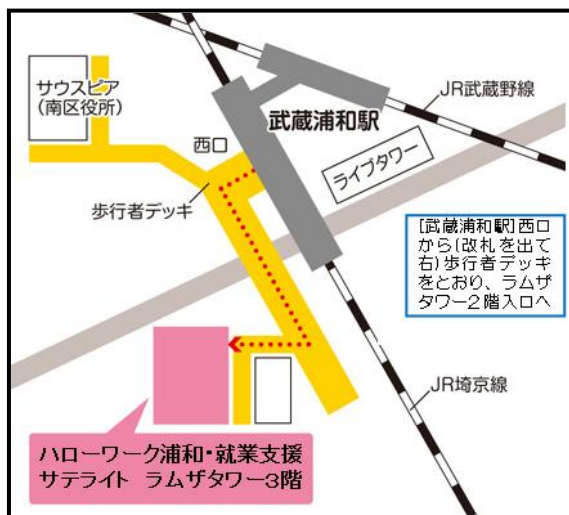 サウスピア
(南区役所)
JR武蔵野線
武蔵浦和駅
西口
ライブタワー
歩行者デッキ
[武蔵浦和駅]西口
から(改札を出て
右)歩行者デッキ
をとおり、ラムザ
タワー2階入口へ
JR埼京線
ハローワーク浦和・就業支援
サテライト ラムザタワー3階